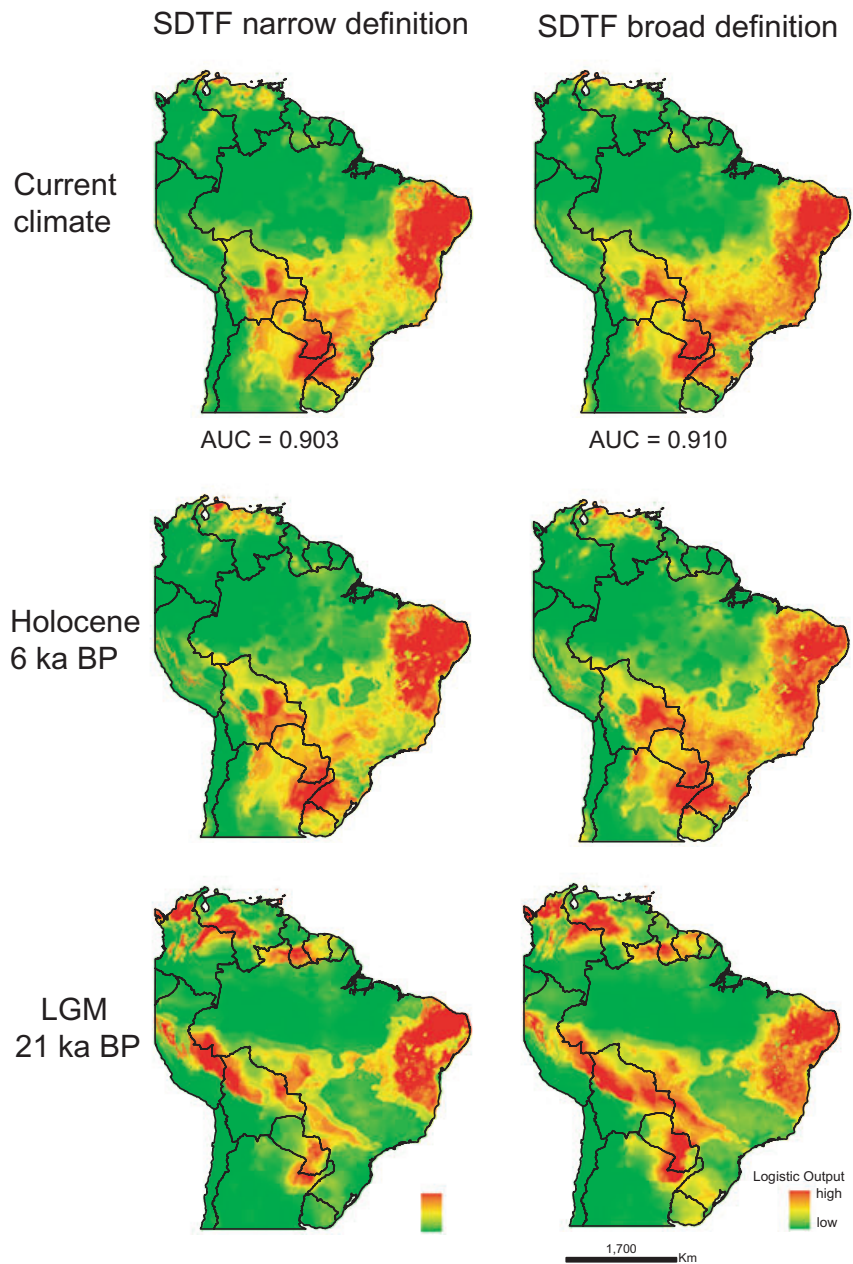 SDTF narrow definition
SDTF broad definition
Current
climate
AUC = 0.903
AUC = 0.910
Holocene
6 ka BP
LGM
21 ka BP
Logistic Output
high
low
1,700
Km